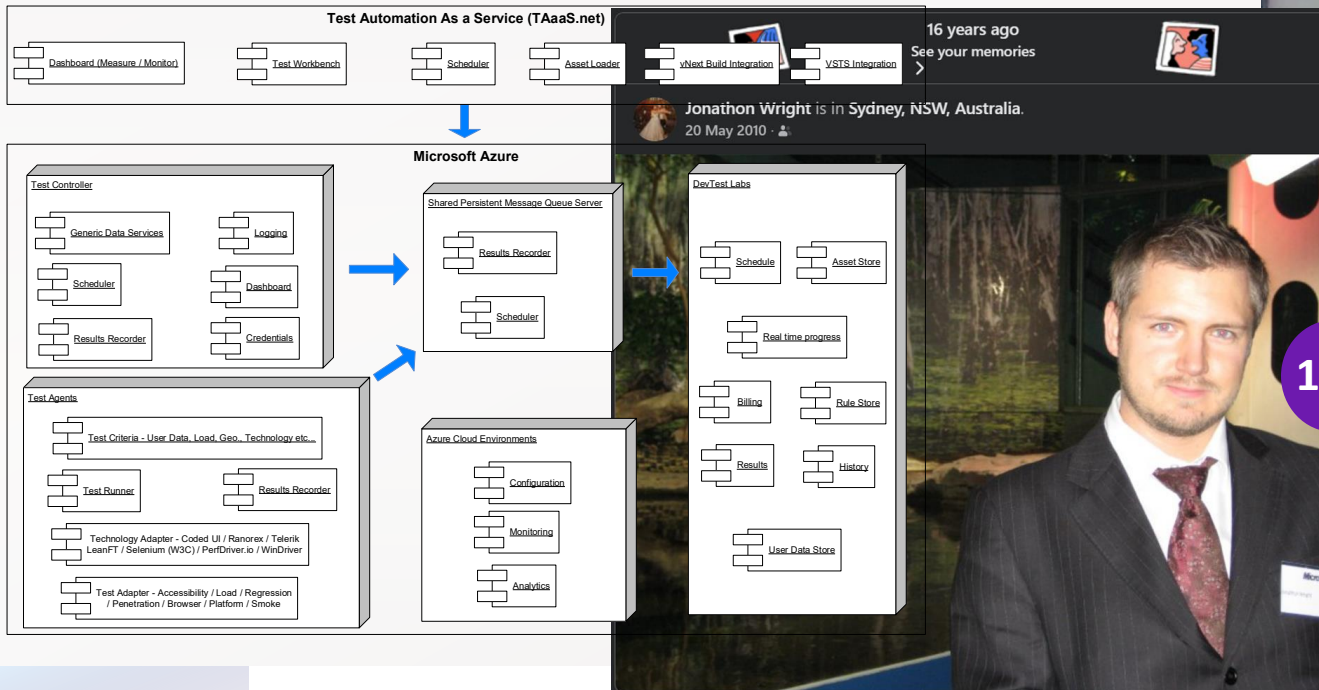 Test Automation As a Service (TAaaS.net)
Dashboard (Measure / Monitor)
Test Workbench
Scheduler
Asset Loader
vNext Build Integration
VSTS Integration
16 years ago
See your memories
Jonathon Wright is in Sydney, NSW, Australia.
20 May 2010 ·
Microsoft Azure
Test Controller
Generic Data Services
Logging
Scheduler
Dashboard
Results Recorder
Credentials
Test Agents
Test Criteria - User Data, Load, Geo., Technology etc...
Test Runner
Results Recorder
Technology Adapter - Coded UI / Ranorex / Telerik
LeanFT / Selenium (W3C) / PerfDriver.io / WinDriver
Test Adapter - Accessibility / Load / Regression
/ Penetration / Browser / Platform / Smoke
Shared Persistent Message Queue Server
Results Recorder
Scheduler
Azure Cloud Environments
Configuration
Monitoring
Analytics
DevTest Labs
Schedule
Asset Store
Real time progress
Billing
Rule Store
Results
History
User Data Store
1